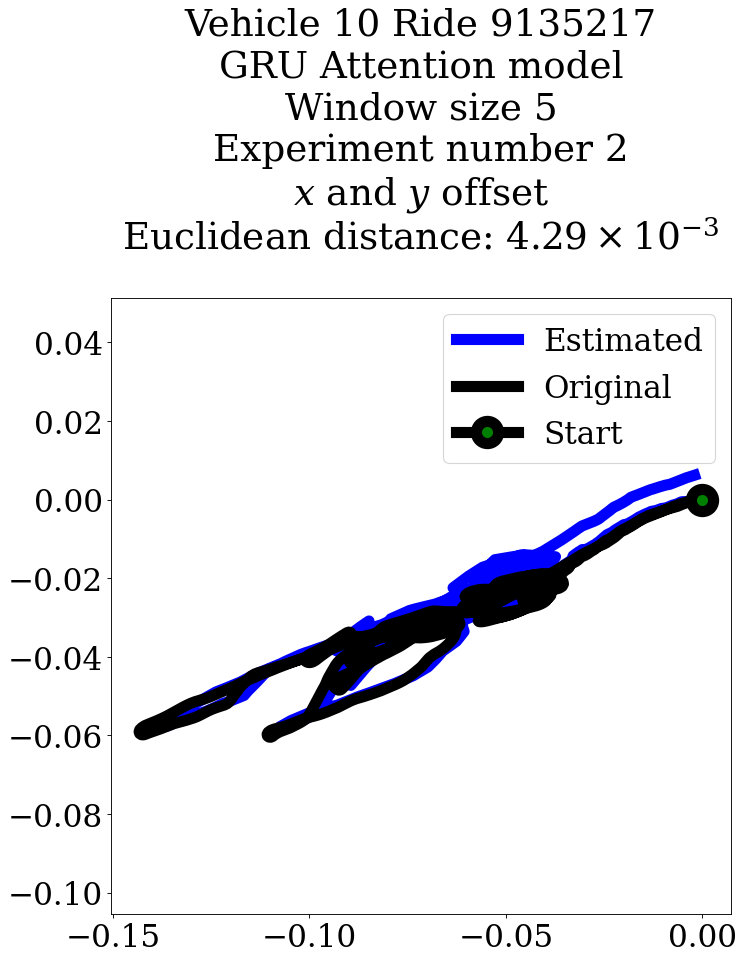 Vehicle 10 Ride 9135217
GRU Attention model
Window size 5
Experiment number 2
x and y offset
Euclidean distance: 4.29 × 10⁻³
Estimated
Original
Start
0.04
0.02
0.00
−0.02
−0.04
−0.06
−0.08
−0.10
−0.15 −0.10 −0.05 0.00